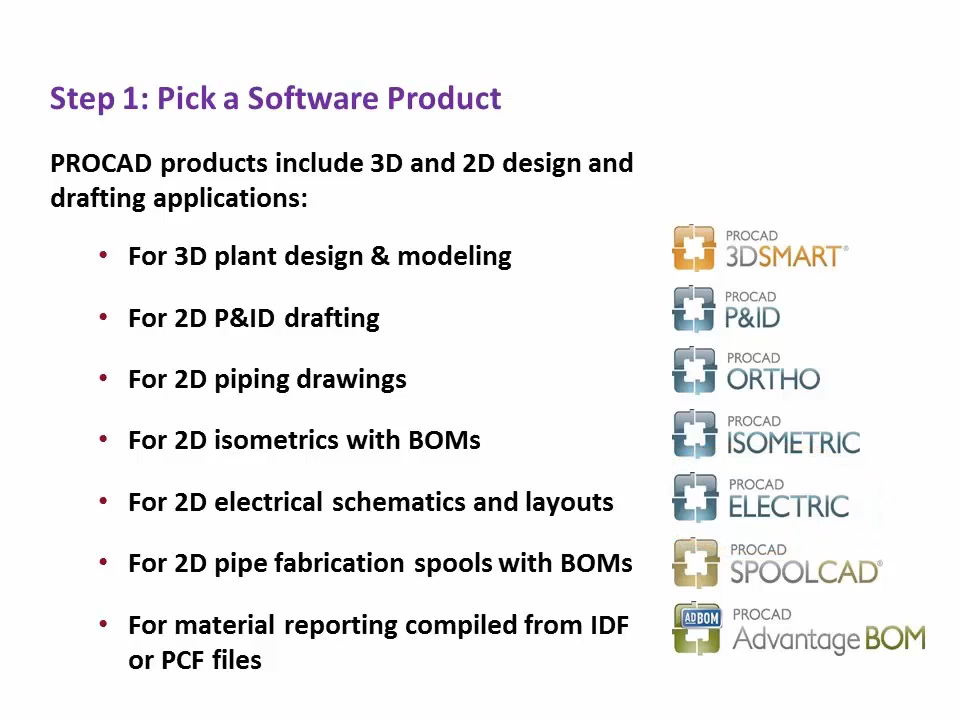 Step 1: Pick a Software Product
PROCAD products include 3D and 2D design and
drafting applications:
• For 3D plant design & modeling
PROCAD
3DSMART®
• For 2D P&ID drafting
PROCAD
P&ID
• For 2D piping drawings
PROCAD
ORTHO
• For 2D isometrics with BOMs
PROCAD
ISOMETRIC
• For 2D electrical schematics and layouts
PROCAD
ELECTRIC
• For 2D pipe fabrication spools with BOMs
PROCAD
SPOOLCAD®
• For material reporting compiled from IDF
or PCF files
ADBOM
PROCAD
AdvantageBOM